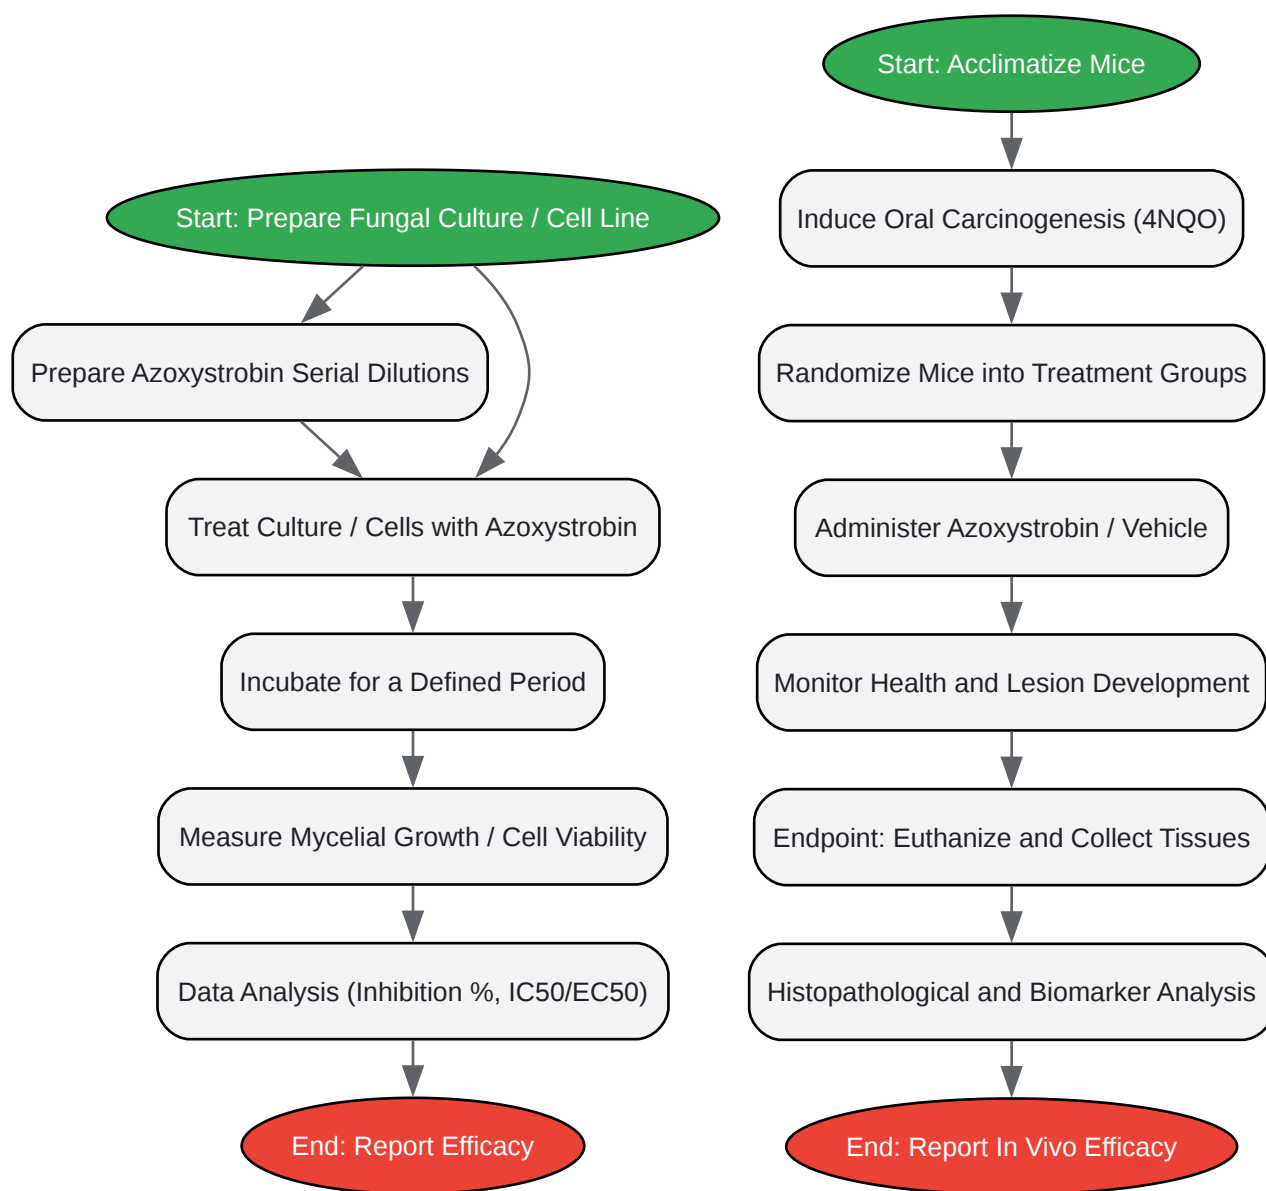 Start: Prepare Fungal Culture / Cell Line
Prepare Azoxystrobin Serial Dilutions
Treat Culture / Cells with Azoxystrobin
Incubate for a Defined Period
Measure Mycelial Growth / Cell Viability
Data Analysis (Inhibition %, IC50/EC50)
End: Report Efficacy
Start: Acclimatize Mice
Induce Oral Carcinogenesis (4NQO)
Randomize Mice into Treatment Groups
Administer Azoxystrobin / Vehicle
Monitor Health and Lesion Development
Endpoint: Euthanize and Collect Tissues
Histopathological and Biomarker Analysis
End: Report In Vivo Efficacy